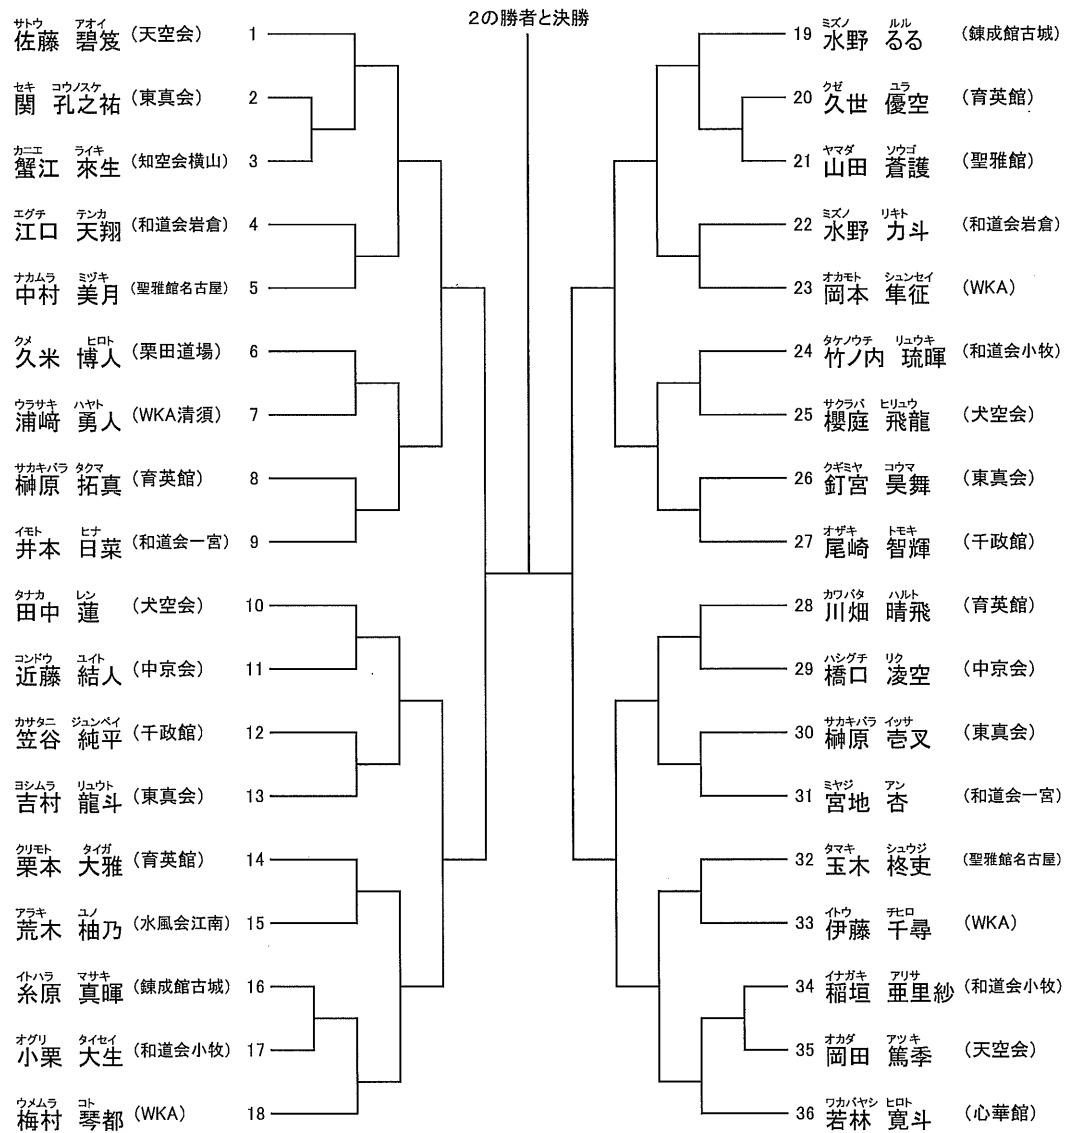 2の勝者と決勝
サトウ アオイ
佐藤 碧笈 (天空会) 1
セキ コウノスケ
関 孔之祐 (東真会) 2
カニエ ライキ
蟹江 來生 (知空会横山) 3
エグチ テンカ
江口 天翔 (和道会岩倉) 4
ナカムラ ミヅキ
中村 美月 (聖雅館名古屋) 5
クメ ヒロト
久米 博人 (栗田道場) 6
ウラサキ ハヤト
浦﨑 勇人 (WKA清須) 7
サカキバラ タクマ
榊原 拓真 (育英館) 8
イモト ヒナ
井本 日菜 (和道会一宮) 9
タナカ レン
田中 蓮 (犬空会) 10
コンドウ ユイト
近藤 結人 (中京会) 11
カサタニ ジュンペイ
笠谷 純平 (千政館) 12
ヨシムラ リュウト
吉村 龍斗 (東真会) 13
クリモト タイガ
栗本 大雅 (育英館) 14
アラキ ユノ
荒木 柚乃 (水風会江南) 15
イトハラ マサキ
糸原 真暉 (錬成館古城) 16
オグリ タイセイ
小栗 大生 (和道会小牧) 17
ウメムラ コト
梅村 琴都 (WKA) 18
ミズノ ルル
19 水野 るる (錬成館古城)
クゼ ユラ
20 久世 優空 (育英館)
ヤマダ ソウゴ
21 山田 蒼護 (聖雅館)
ミズノ リキト
22 水野 力斗 (和道会岩倉)
オカモト シュンセイ
23 岡本 隼征 (WKA)
タケノウチ リュウキ
24 竹ノ内 琉暉 (和道会小牧)
サクラバ ヒリュウ
25 櫻庭 飛龍 (犬空会)
クギミヤ コウマ
26 釘宮 昊舞 (東真会)
オザキ トモキ
27 尾崎 智輝 (千政館)
カワバタ ハルト
28 川畑 晴飛 (育英館)
ハシグチ リク
29 橋口 凌空 (中京会)
サカキバラ イッサ
30 榊原 壱叉 (東真会)
ミヤジ アン
31 宮地 杏 (和道会一宮)
タマキ シュウジ
32 玉木 柊吏 (聖雅館名古屋)
イトウ チヒロ
33 伊藤 千尋 (WKA)
イナガキ アリサ
34 稲垣 亜里紗 (和道会小牧)
オカダ アツキ
35 岡田 篤季 (天空会)
ワカバヤシ ヒロト
36 若林 寛斗 (心華館)